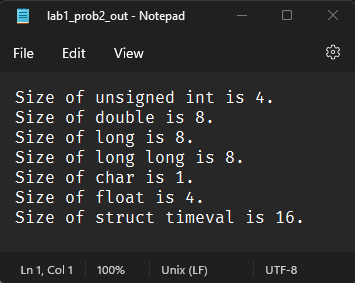 lab1_prob2_out - Notepad
File Edit View
Size of unsigned int is 4.
Size of double is 8.
Size of long is 8.
Size of long long is 8.
Size of char is 1.
Size of float is 4.
Size of struct timeval is 16.
Ln 1, Col 1 100% Unix (LF) UTF-8